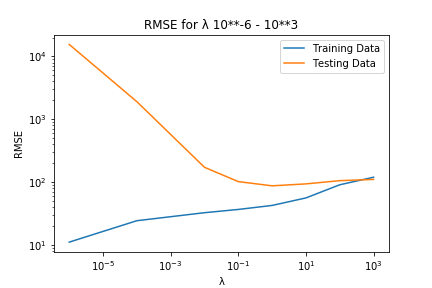 RMSE for λ 10**-6 - 10**3
Training Data
Testing Data
RMSE
10⁴
10³
10²
10¹
10⁻⁵
10⁻³
10⁻¹
10¹
10³
λ